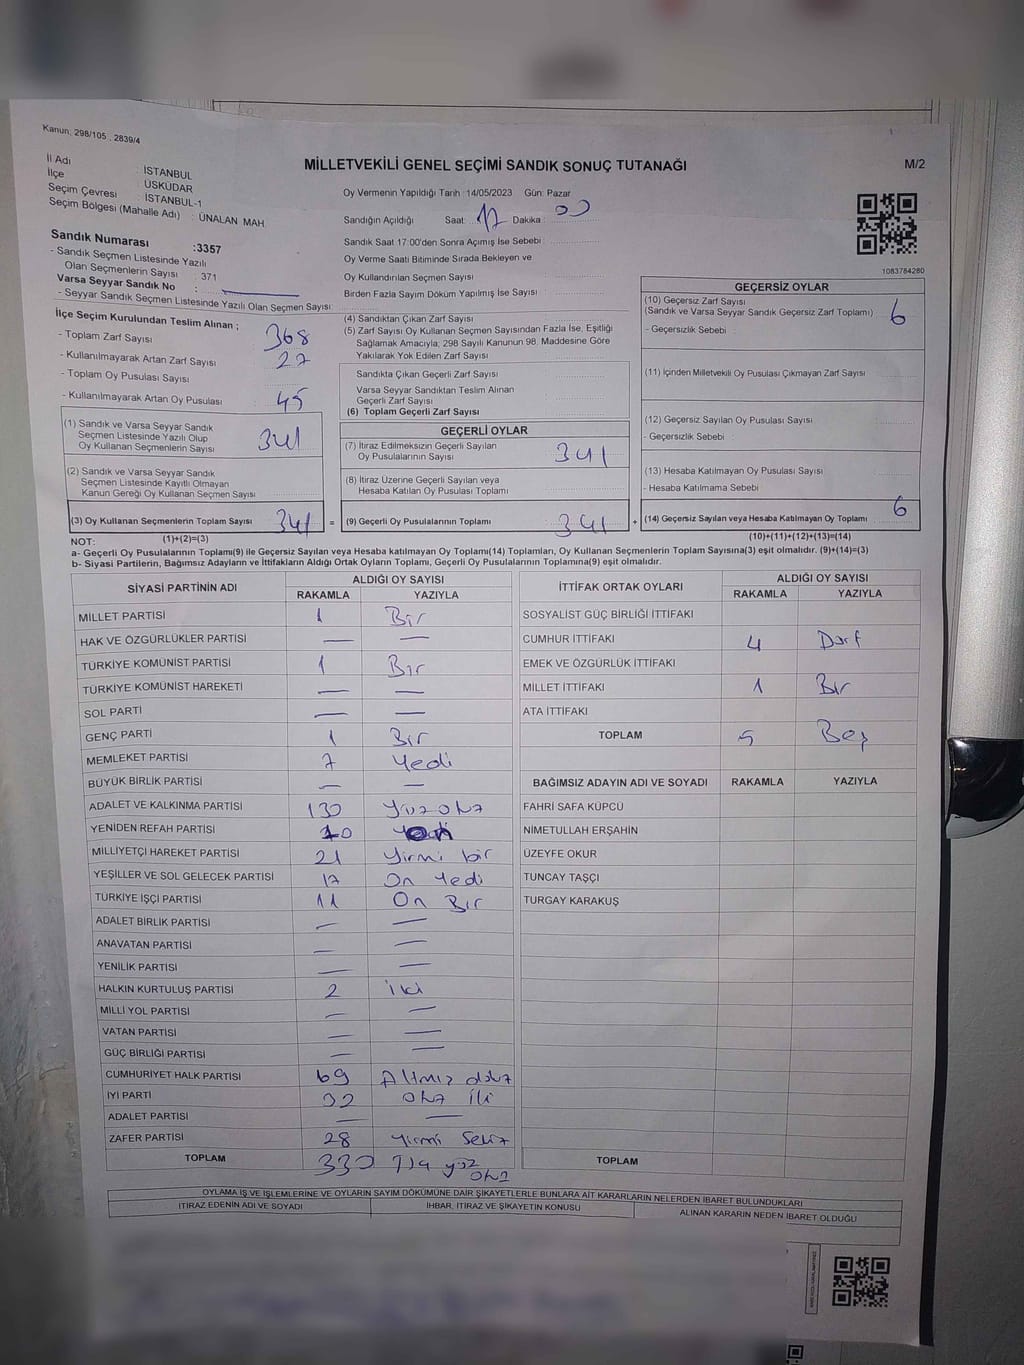 Kanun, 298/105 , 2839/4
MİLLETVEKİLİ GENEL SEÇİMİ SANDIK SONUÇ TUTANAĞI
M/2
İl Adı : İSTANBUL
İlçe : ÜSKÜDAR
Seçim Çevresi : İSTANBUL-1
Seçim Bölgesi (Mahalle Adı) : ÜNALAN MAH
Sandık Numarası :3357
- Sandık Seçmen Listesinde Yazılı
Olan Seçmenlerin Sayısı : 371
Varsa Seyyar Sandık No :
- Seyyar Sandık Seçmen Listesinde Yazılı Olan Seçmen Sayısı:
İlçe Seçim Kurulundan Teslim Alınan ;
- Toplam Zarf Sayısı 368
- Kullanılmayarak Artan Zarf Sayısı 27
- Toplam Oy Pusulası Sayısı
- Kullanılmayarak Artan Oy Pusulası 45
(1) Sandık ve Varsa Seyyar Sandık
Seçmen Listesinde Yazılı Olup
Oy Kullanan Seçmenlerin Sayısı 341
(2) Sandık ve Varsa Seyyar Sandık
Seçmen Listesinde Kayıtlı Olmayan
Kanun Gereği Oy Kullanan Seçmen Sayısı
(3) Oy Kullanan Seçmenlerin Toplam Sayısı 341 =
Oy Vermenin Yapıldığı Tarih :14/05/2023 Gün: Pazar
Sandığın Açıldığı Saat: 17 Dakika : 00
Sandık Saat 17:00'den Sonra Açımış İse Sebebi :
Oy Verme Saati Bitiminde Sırada Bekleyen ve
Oy Kullandırılan Seçmen Sayısı
Birden Fazla Sayım Döküm Yapılmış İse Sayısı :
(4) Sandıktan Çıkan Zarf Sayısı
(5) Zarf Sayısı Oy Kullanan Seçmen Sayısından Fazla İse, Eşitliği
Sağlamak Amacıyla, 298 Sayılı Kanunun 98. Maddesine Göre
Yakılarak Yok Edilen Zarf Sayısı
Sandıkta Çıkan Geçerli Zarf Sayısı
Varsa Seyyar Sandıktan Teslim Alınan
Geçerli Zarf Sayısı
(6) Toplam Geçerli Zarf Sayısı
GEÇERLİ OYLAR
(7) İtiraz Edilmeksizin Geçerli Sayılan
Oy Pusulalarının Sayısı 341
(8) İtiraz Üzerine Geçerli Sayılan veya
Hesaba Katılan Oy Pusulası Toplamı
(9) Geçerli Oy Pusulalarının Toplamı 341 +
1083784280
GEÇERSİZ OYLAR
(10) Geçersiz Zarf Sayısı
(Sandık ve Varsa Seyyar Sandık Geçersiz Zarf Toplamı) 6
- Geçersizlik Sebebi :
(11) İçinden Milletvekili Oy Pusulası Çıkmayan Zarf Sayısı
(12) Geçersiz Sayılan Oy Pusulası Sayısı
- Geçersizlik Sebebi :
(13) Hesaba Katılmayan Oy Pusulası Sayısı
- Hesaba Katılmama Sebebi :
(14) Geçersiz Sayılan veya Hesaba Katılmayan Oy Toplamı 6
NOT: (1)+(2)=(3) (10)+(11)+(12)+(13)=(14)
a- Geçerli Oy Pusulalarının Toplamı(9) ile Geçersiz Sayılan veya Hesaba katılmayan Oy Toplamı(14) Toplamları, Oy Kullanan Seçmenlerin Toplam Sayısına(3) eşit olmalıdır. (9)+(14)=(3)
b- Siyasi Partilerin, Bağımsız Adayların ve İttifakların Aldığı Ortak Oyların Toplamı, Geçerli Oy Pusulalarının Toplamına(9) eşit olmalıdır.
SİYASİ PARTİNİN ADI ALDIĞI OY SAYISI
RAKAMLA YAZIYLA
MİLLET PARTİSİ 1 Bir
HAK VE ÖZGÜRLÜKLER PARTİSİ — —
TÜRKİYE KOMÜNİST PARTİSİ 1 Bir
TÜRKİYE KOMÜNİST HAREKETİ — —
SOL PARTİ — —
GENÇ PARTİ 1 Bir
MEMLEKET PARTİSİ 7 Yedi
BÜYÜK BİRLİK PARTİSİ — —
ADALET VE KALKINMA PARTİSİ 130 Yüzotuz
YENİDEN REFAH PARTİSİ 10
MİLLİYETÇİ HAREKET PARTİSİ 21 Yirmi bir
YEŞİLLER VE SOL GELECEK PARTİSİ 17 On Yedi
TÜRKİYE İŞÇİ PARTİSİ 11 On Bir
ADALET BİRLİK PARTİSİ — —
ANAVATAN PARTİSİ — —
YENİLİK PARTİSİ — —
HALKIN KURTULUŞ PARTİSİ 2 iki
MİLLİ YOL PARTİSİ — —
VATAN PARTİSİ — —
GÜÇ BİRLİĞİ PARTİSİ — —
CUMHURİYET HALK PARTİSİ 69 Altmış dokuz
İYİ PARTİ 32 otuz iki
ADALET PARTİSİ — —
ZAFER PARTİSİ 28 Yirmi Sekiz
TOPLAM 330 yüz
otuz
İTTİFAK ORTAK OYLARI ALDIĞI OY SAYISI
RAKAMLA YAZIYLA
SOSYALİST GÜÇ BİRLİĞİ İTTİFAKI
CUMHUR İTTİFAKI 4 Dört
EMEK VE ÖZGÜRLÜK İTTİFAKI
MİLLET İTTİFAKI 1 Bir
ATA İTTİFAKI
TOPLAM 5 Beş
BAĞIMSIZ ADAYIN ADI VE SOYADI RAKAMLA YAZIYLA
FAHRİ SAFA KÜPCÜ
NİMETULLAH ERŞAHİN
ÜZEYFE OKUR
TUNCAY TAŞÇI
TURGAY KARAKUŞ
TOPLAM
OYLAMA İŞ VE İŞLEMLERİNE VE OYLARIN SAYIM DÖKÜMÜNE DAİR ŞİKAYETLERLE BUNLARA AİT KARARLARIN NELERDEN İBARET BULUNDUKLARI
İTİRAZ EDENİN ADI VE SOYADI İHBAR, İTİRAZ VE ŞİKAYETİN KONUSU ALINAN KARARIN NEDEN İBARET OLDUĞU